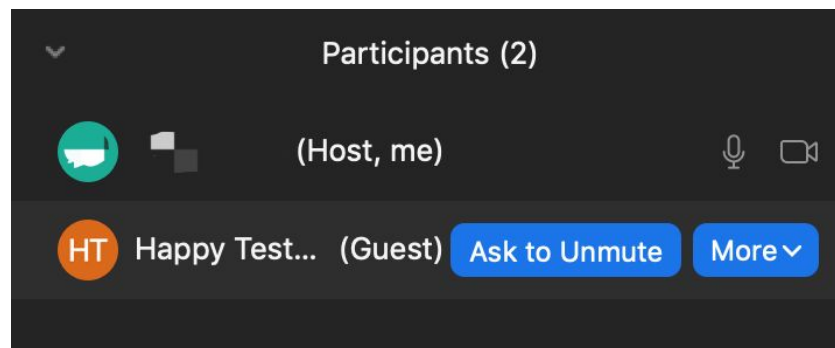 Participants (2)
(Host, me)
HT Happy Test... (Guest) Ask to Unmute More